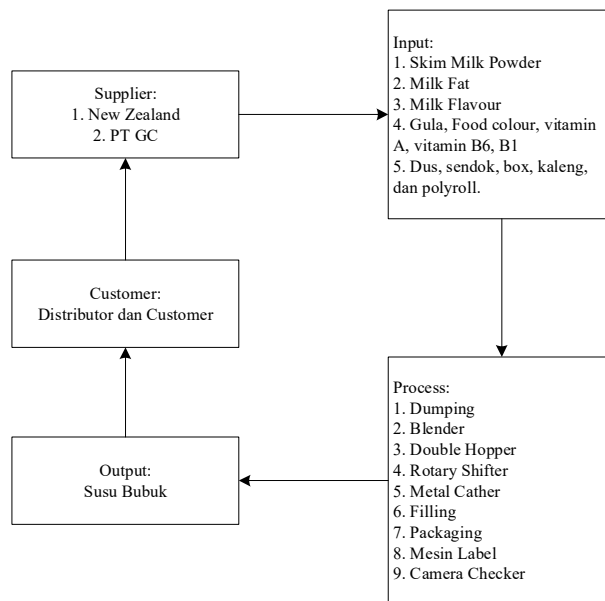 Supplier:
1. New Zealand
2. PT GC
Input:
1. Skim Milk Powder
2. Milk Fat
3. Milk Flavour
4. Gula, Food colour, vitamin
A, vitamin B6, B1
5. Dus, sendok, box, kaleng,
dan polyroll.
Customer:
Distributor dan Customer
Process:
1. Dumping
2. Blender
3. Double Hopper
4. Rotary Shifter
5. Metal Cather
6. Filling
7. Packaging
8. Mesin Label
9. Camera Checker
Output:
Susu Bubuk